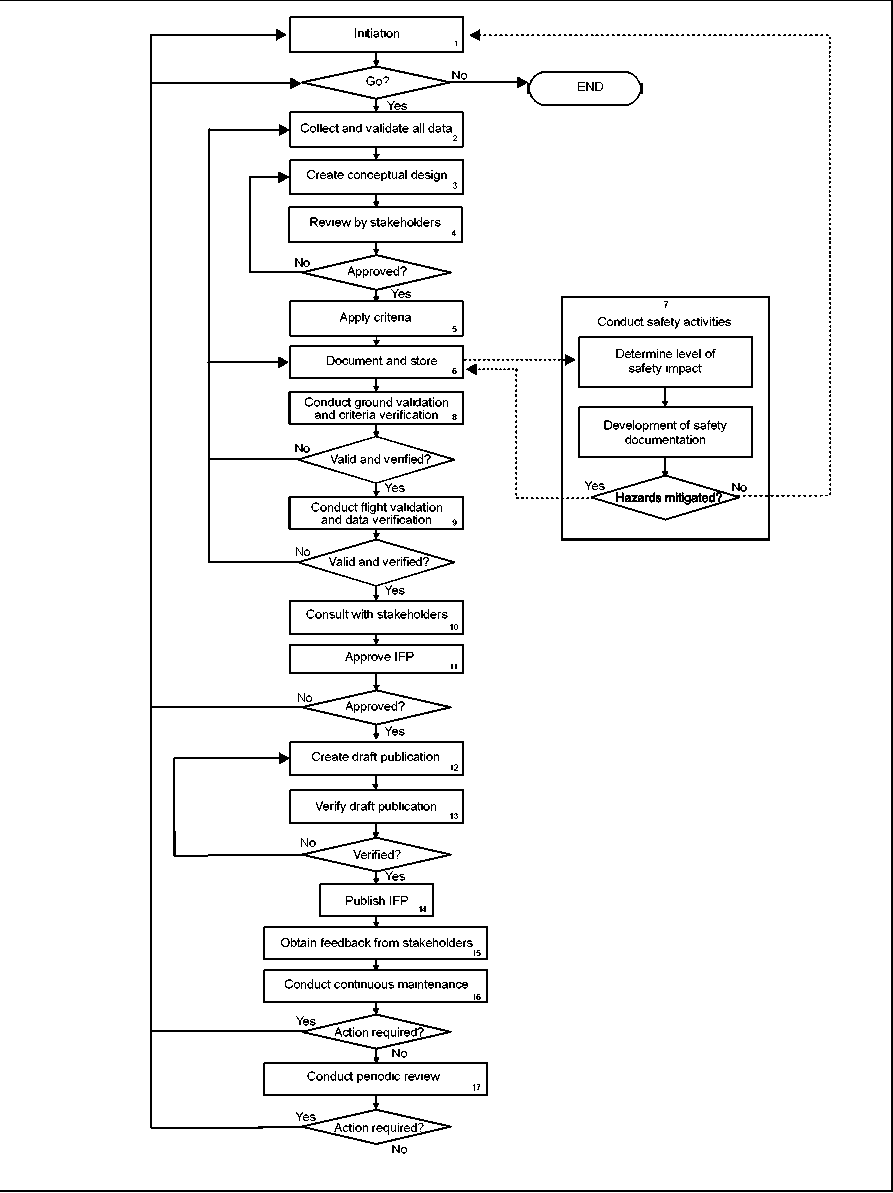 Initiation
1
Go?
No
END
Yes
Collect and validate all data
2
Create conceptual design
3
Review by stakeholders
4
No
Approved?
Yes
Apply criteria
5
Document and store
6
7
Conduct safety activities
Determine level of
safety impact
Development of safety
documentation
Yes
Hazards mitigated?
No
Conduct ground validation
and criteria verification
8
No
Valid and verified?
Yes
Conduct flight validation
and data verification
9
No
Valid and verified?
Yes
Consult with stakeholders
10
Approve IFP
11
No
Approved?
Yes
Create draft publication
12
Verify draft publication
13
No
Verified?
Yes
Publish IFP
14
Obtain feedback from stakeholders
15
Conduct continuous maintenance
16
Yes
Action required?
No
Conduct periodic review
17
Yes
Action required?
No